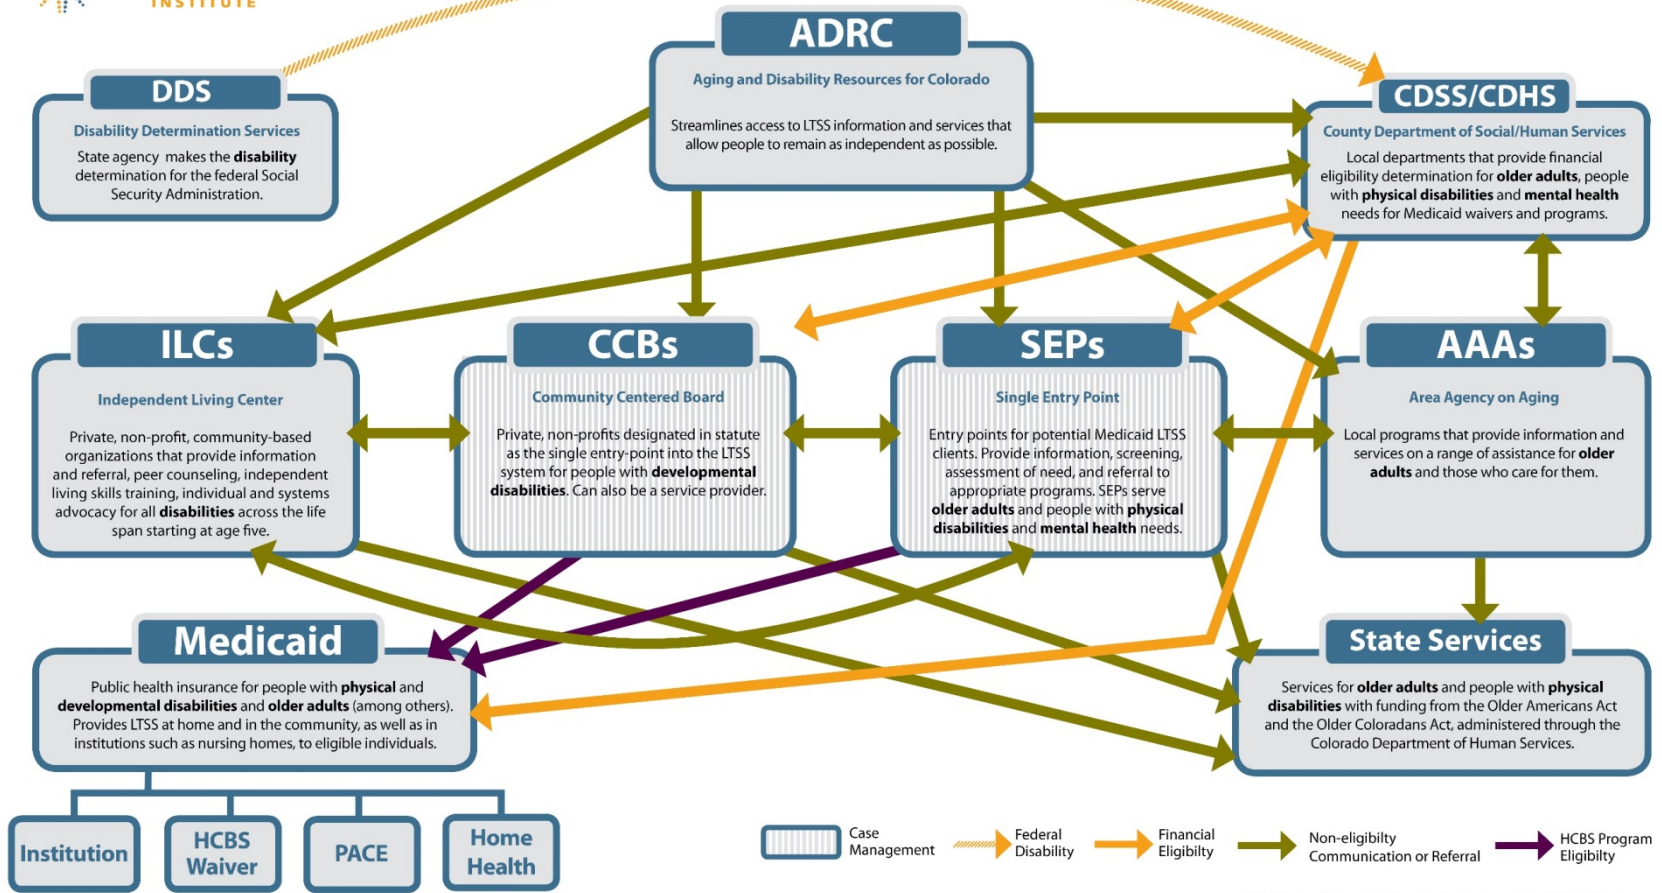 INSTITUTE
ADRC
Aging and Disability Resources for Colorado
Streamlines access to LTSS information and services that
allow people to remain as independent as possible.
DDS
Disability Determination Services
State agency makes the disability
determination for the federal Social
Security Administration.
CDSS/CDHS
County Department of Social/Human Services
Local departments that provide financial
eligibility determination for older adults, people
with physical disabilities and mental health
needs for Medicaid waivers and programs.
ILCs
Independent Living Center
Private, non-profit, community-based
organizations that provide information
and referral, peer counseling, independent
living skills training, individual and systems
advocacy for all disabilities across the life
span starting at age five.
CCBs
Community Centered Board
Private, non-profits designated in statute
as the single entry-point into the LTSS
system for people with developmental
disabilities. Can also be a service provider.
SEPs
Single Entry Point
Entry points for potential Medicaid LTSS
clients. Provide information, screening,
assessment of need, and referral to
appropriate programs. SEPs serve
older adults and people with physical
disabilities and mental health needs.
AAAs
Area Agency on Aging
Local programs that provide information and
services on a range of assistance for older
adults and those who care for them.
Medicaid
Public health insurance for people with physical and
developmental disabilities and older adults (among others).
Provides LTSS at home and in the community, as well as in
institutions such as nursing homes, to eligible individuals.
State Services
Services for older adults and people with physical
disabilities with funding from the Older Americans Act
and the Older Coloradans Act, administered through the
Colorado Department of Human Services.
Institution
HCBS
Waiver
PACE
Home
Health
Case
Management
Federal
Disability
Financial
Eligibilty
Non-eligibilty
Communication or Referral
HCBS Program
Eligibilty